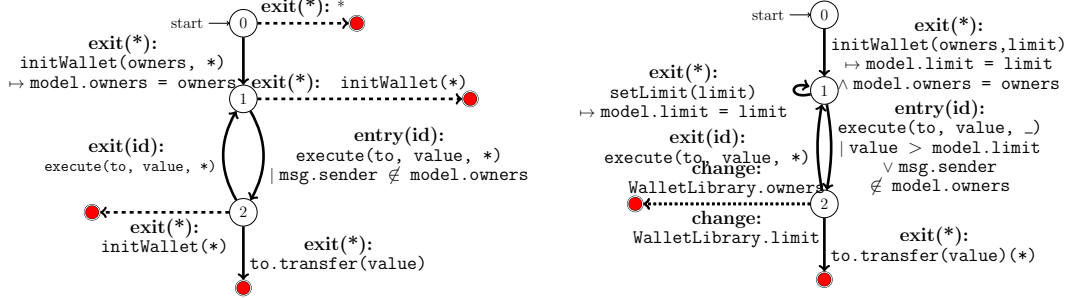 exit(*): *
start
0
exit(*):
initWallet(owners, *)
↦ model.owners = owners
exit(*): initWallet(*)
1
exit(id):
execute(to, value, *)
entry(id):
execute(to, value, *)
| msg.sender ∉ model.owners
2
exit(*):
initWallet(*)
exit(*):
to.transfer(value)
start
0
exit(*):
initWallet(owners,limit)
↦ model.limit = limit
∧ model.owners = owners
exit(*):
setLimit(limit)
↦ model.limit = limit
1
entry(id):
execute(to, value, _)
| value > model.limit
∨ msg.sender
∉ model.owners
exit(id):
execute(to, value, *)
change:
WalletLibrary.owners
2
change:
WalletLibrary.limit
exit(*):
to.transfer(value)(*)